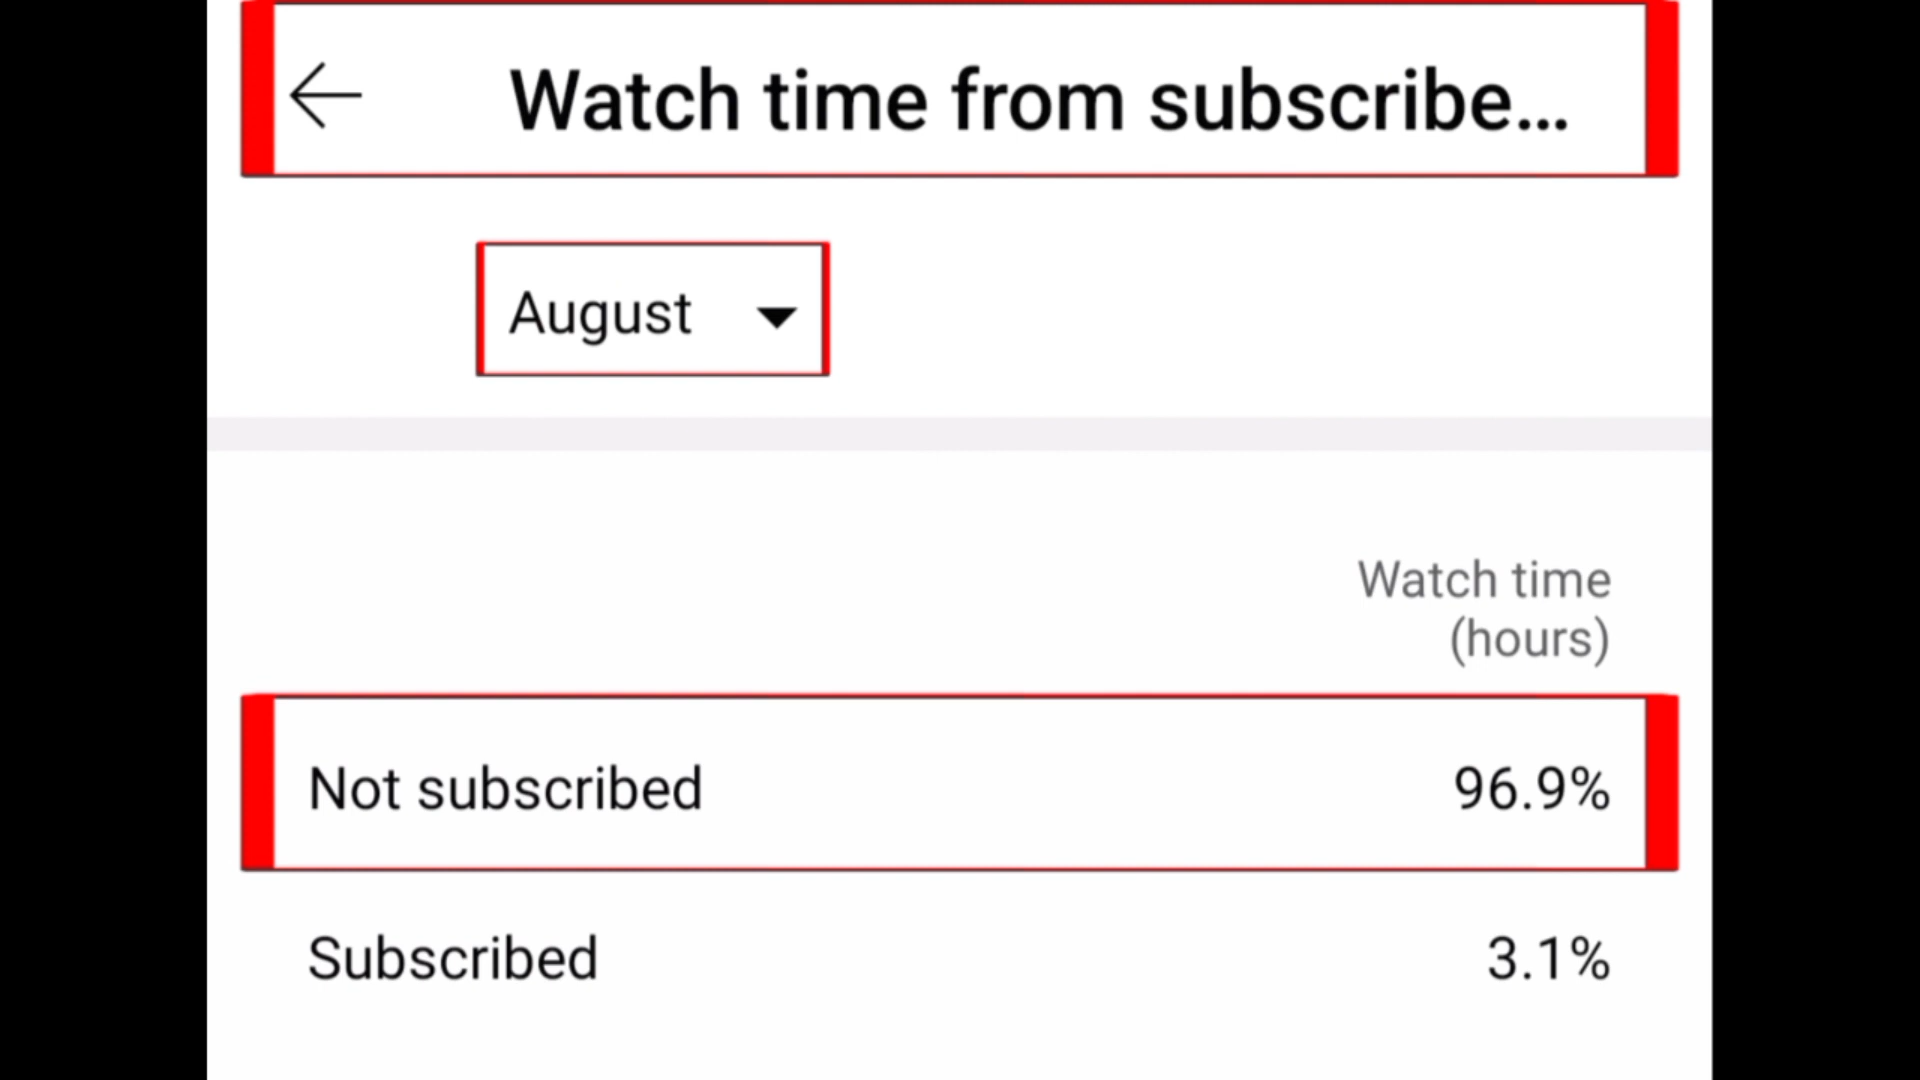 Watch time from subscribe...
August
Watch time
(hours)
Not subscribed 96.9%
Subscribed 3.1%